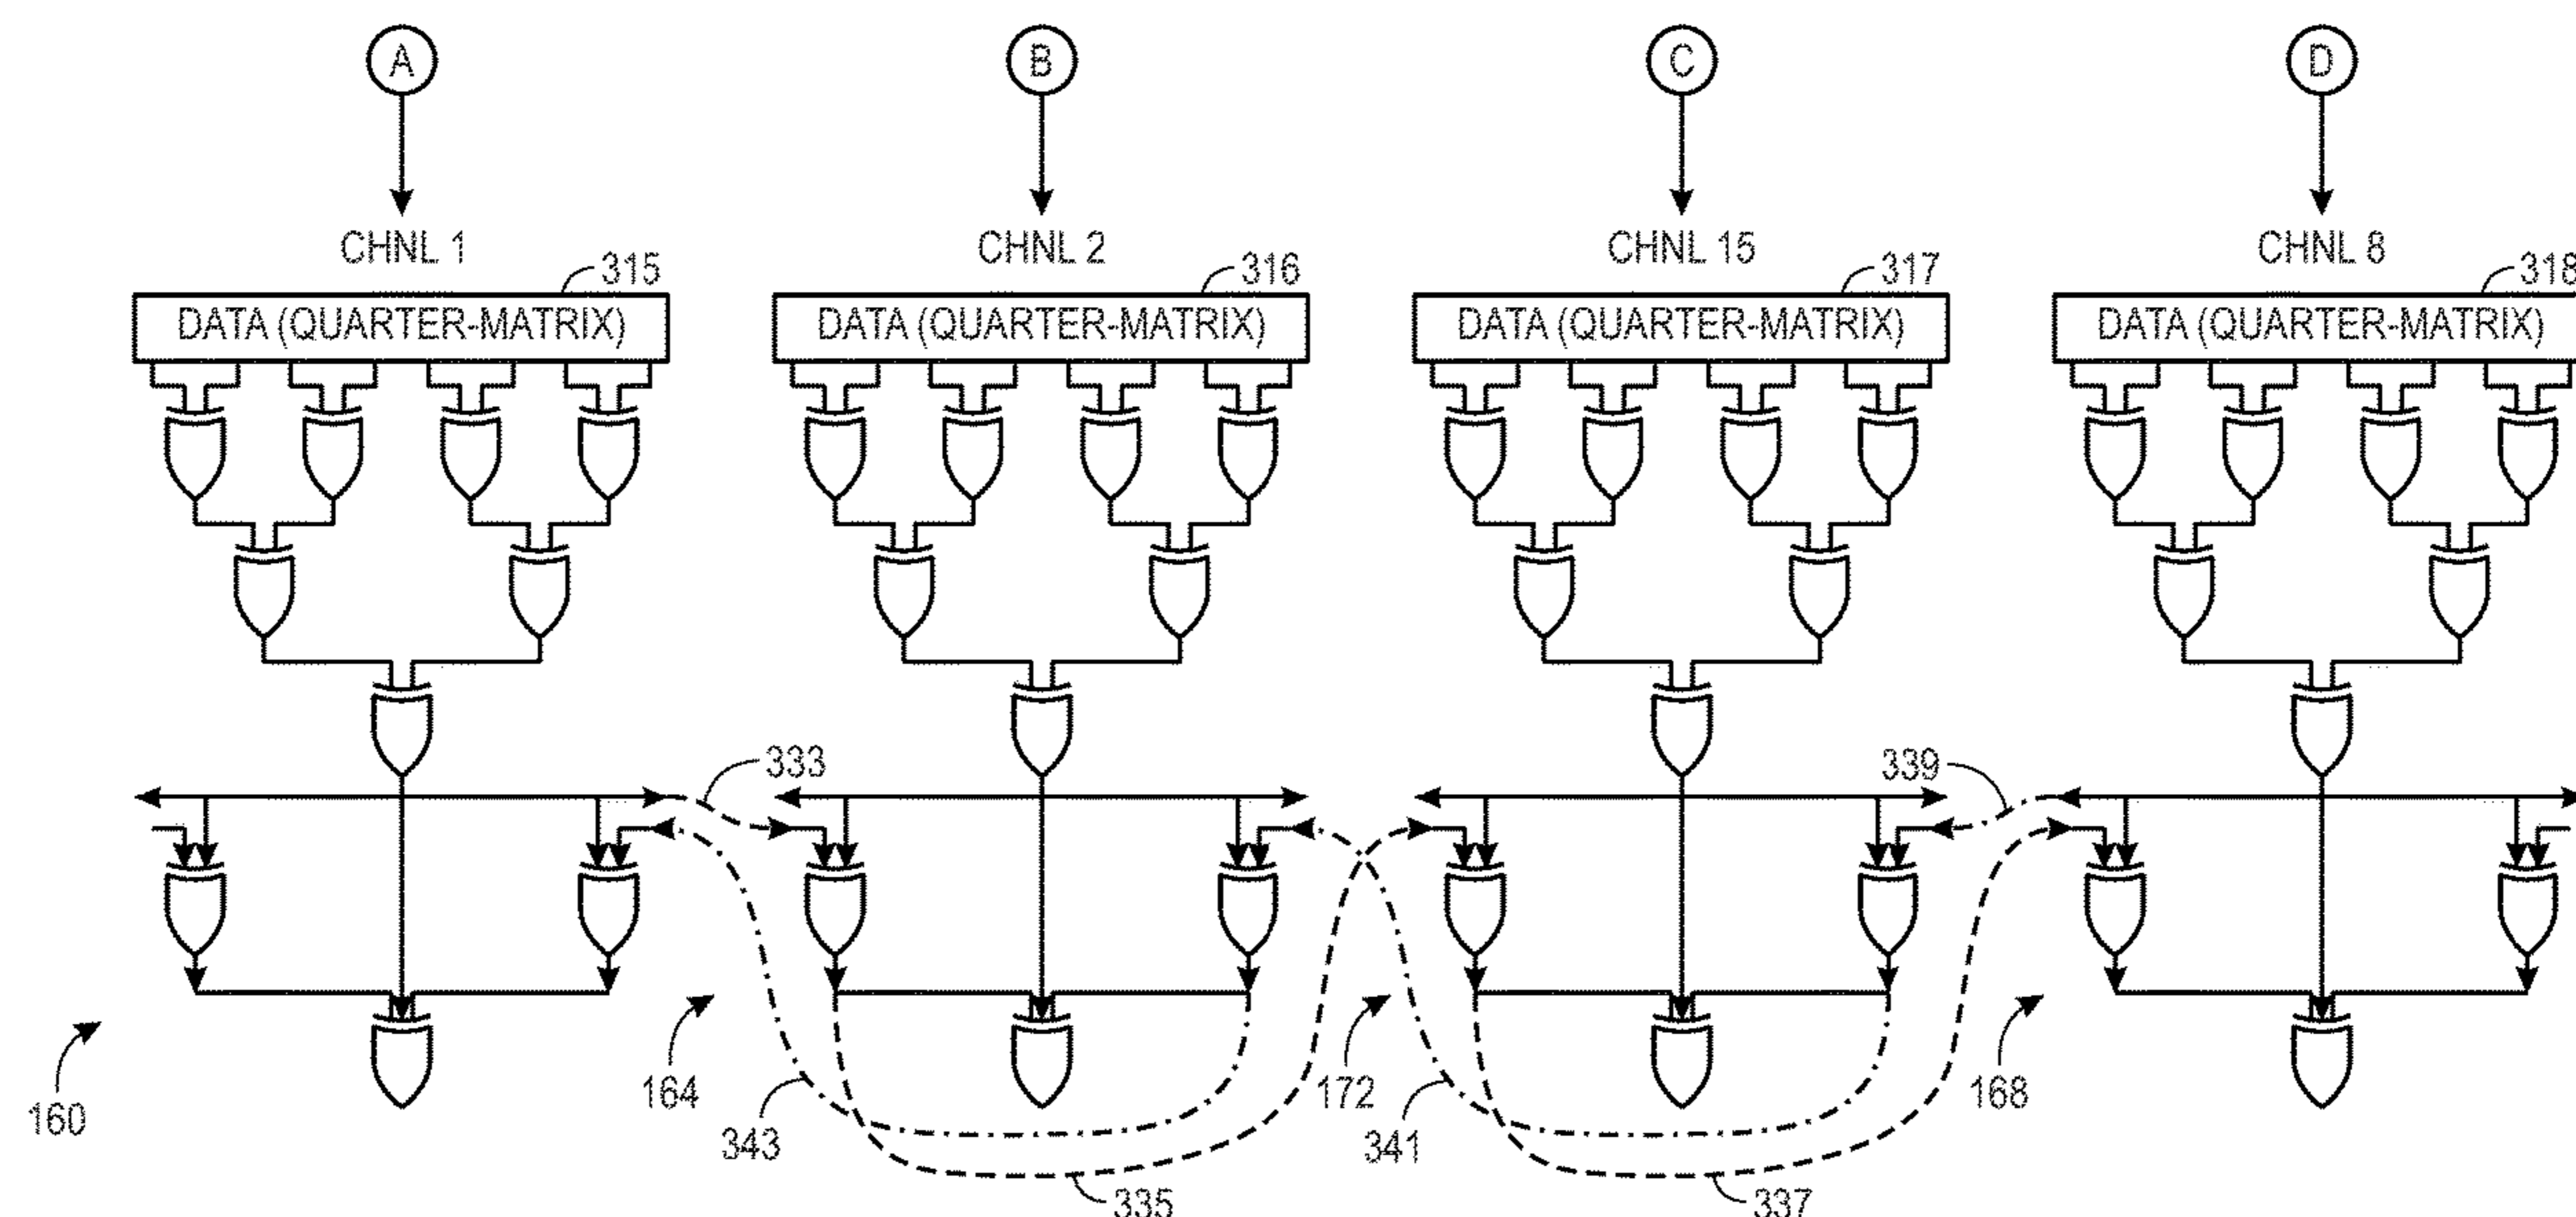 A B C D
CHNL 1 CHNL 2 CHNL 15 CHNL 8
315 316 317 318
DATA (QUARTER-MATRIX) DATA (QUARTER-MATRIX) DATA (QUARTER-MATRIX) DATA (QUARTER-MATRIX)
333 339
160 164 172 168
343 341
335 337